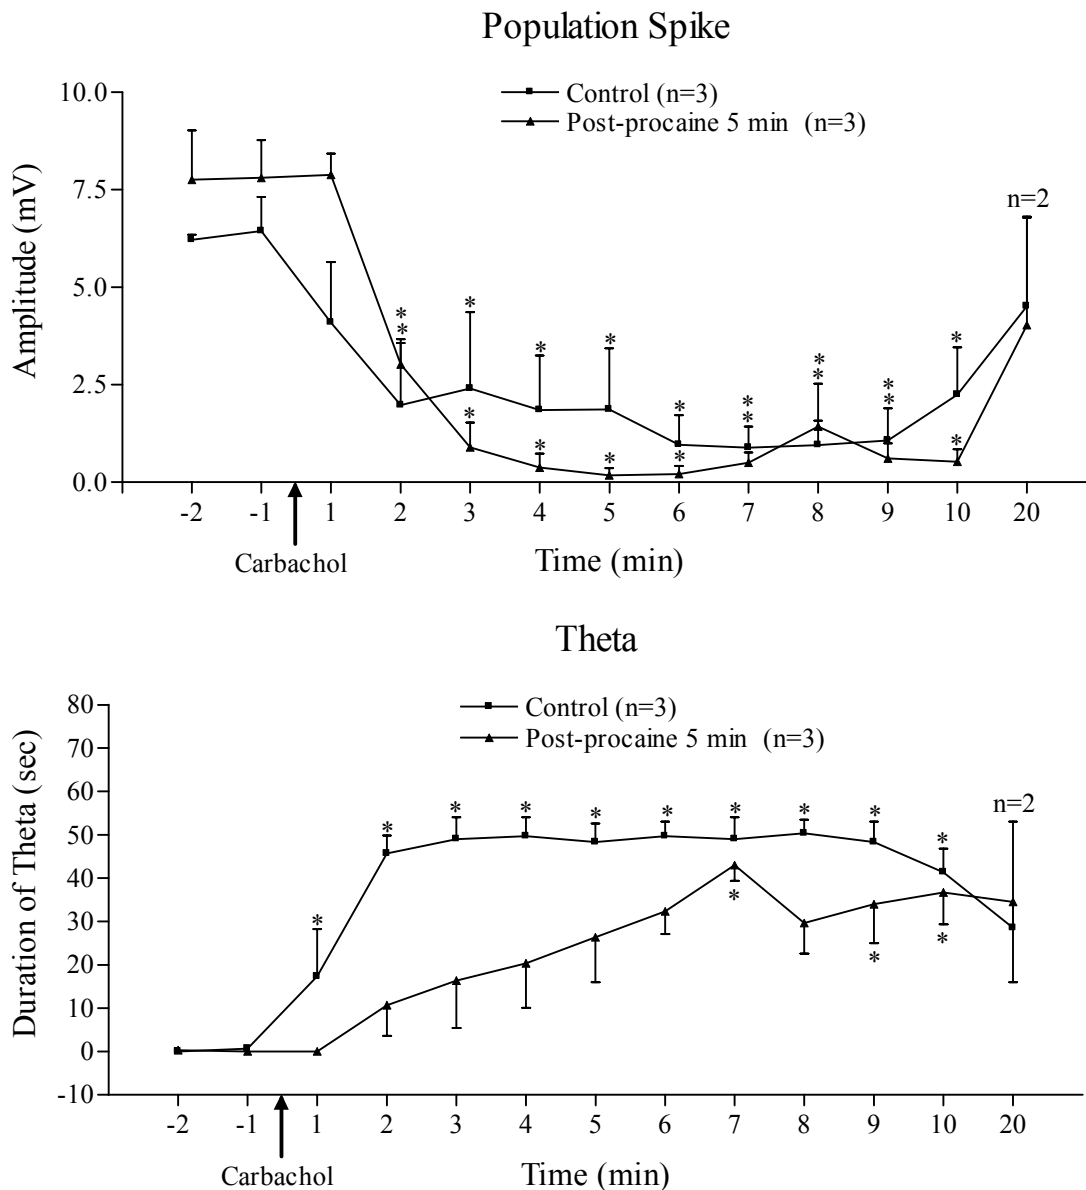 Population Spike
Control (n=3)
Post-procaine 5 min (n=3)
Amplitude (mV)
10.0
7.5
5.0
2.5
0.0
n=2
* * * * * * * * * * *
* * * * * * * * *
-2 -1 1 2 3 4 5 6 7 8 9 10 20
Carbachol
Time (min)
Theta
Control (n=3)
Post-procaine 5 min (n=3)
Duration of Theta (sec)
80
70
60
50
40
30
20
10
0
-10
n=2
* * * * * * * * * *
* * *
-2 -1 1 2 3 4 5 6 7 8 9 10 20
Carbachol
Time (min)